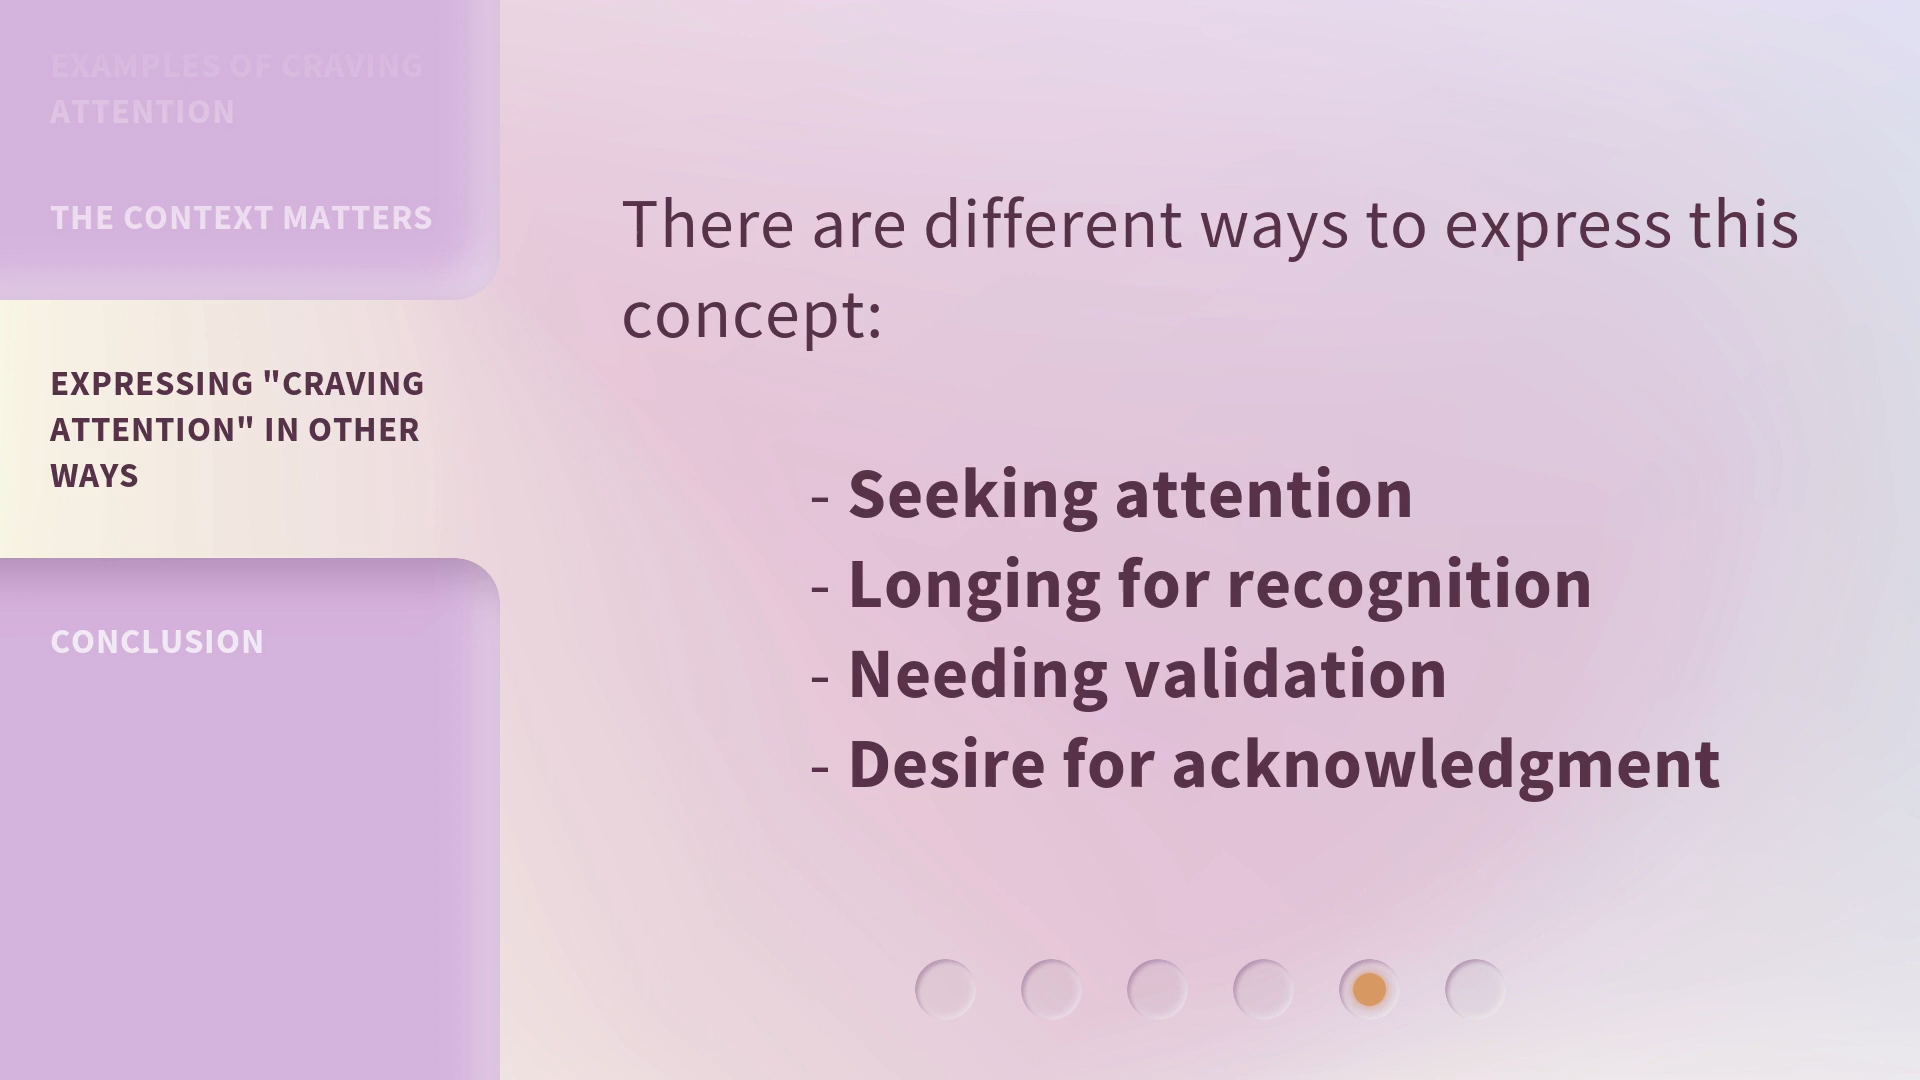 EXAMPLES OF CRAVING
ATTENTION
THE CONTEXT MATTERS
EXPRESSING "CRAVING
ATTENTION" IN OTHER
WAYS
CONCLUSION
There are different ways to express this
concept:
- Seeking attention
- Longing for recognition
- Needing validation
- Desire for acknowledgment